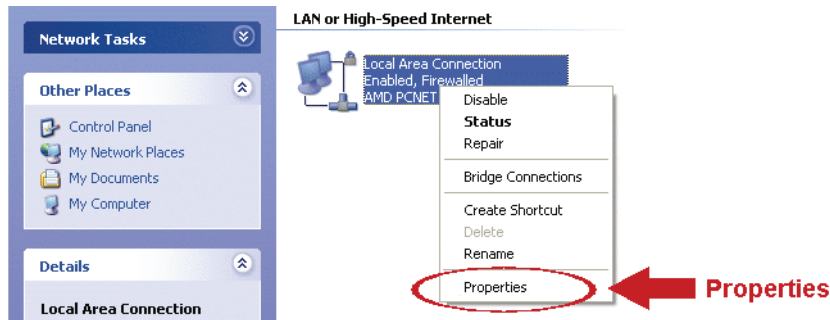 Network Tasks
Other Places
Control Panel
My Network Places
My Documents
My Computer
Details
Local Area Connection
LAN or High-Speed Internet
Local Area Connection
Enabled, Firewalled
AMD PCNET
Disable
Status
Repair
Bridge Connections
Create Shortcut
Delete
Rename
Properties
Properties